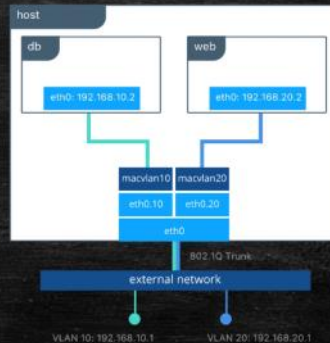 host
db
web
eth0: 192.168.10.2
eth0: 192.168.20.2
macvlan10
macvlan20
eth0.10
eth0.20
eth0
802.1Q Trunk
external network
VLAN 10: 192.168.10.1
VLAN 20: 192.168.20.1